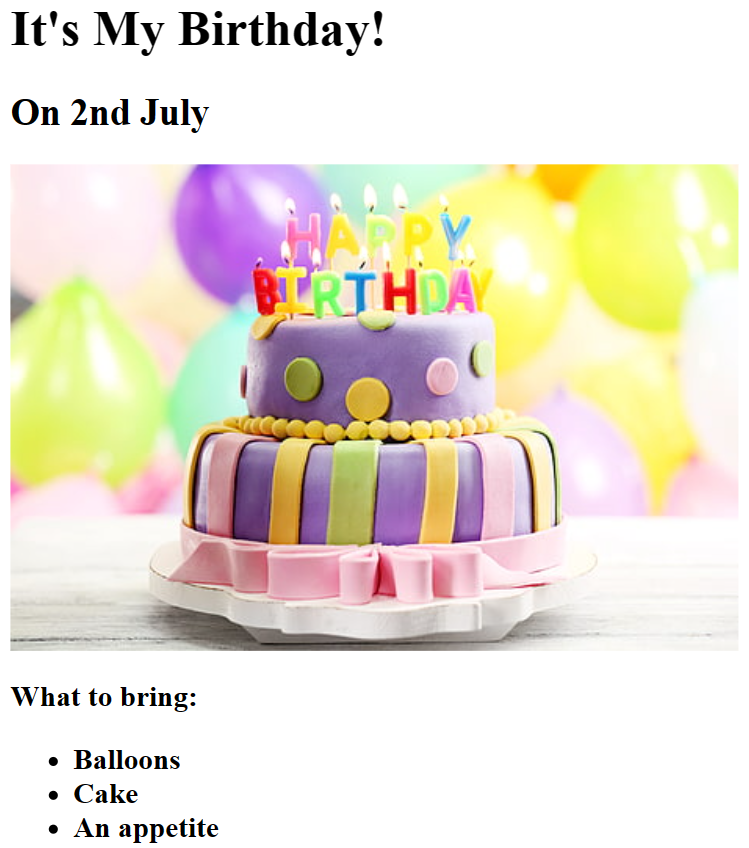 It's My Birthday!
On 2nd July
HAPPY
BIRTHDAY
What to bring:
• Balloons
• Cake
• An appetite